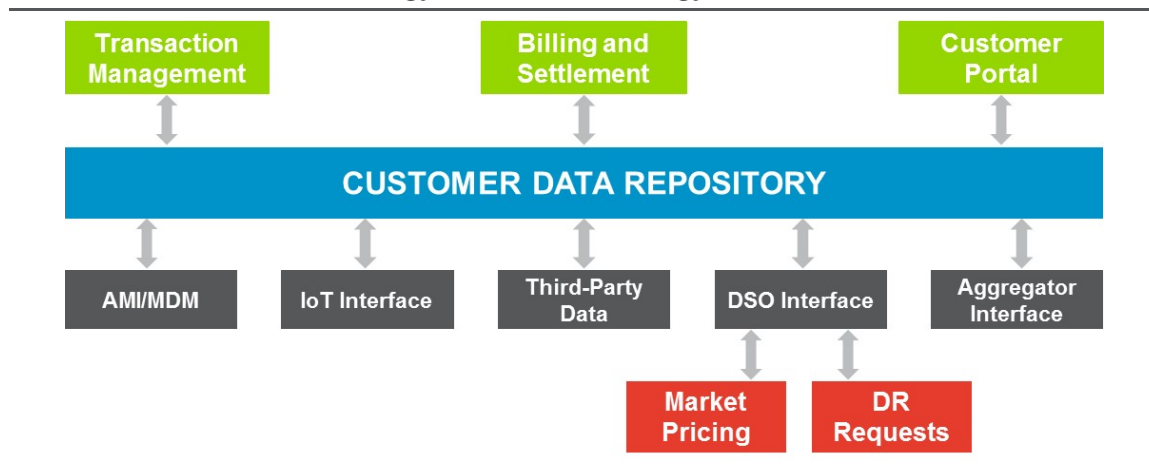 Transaction
Management
Billing and
Settlement
Customer
Portal
CUSTOMER DATA REPOSITORY
AMI/MDM
IoT Interface
Third-Party
Data
DSO Interface
Aggregator
Interface
Market
Pricing
DR
Requests